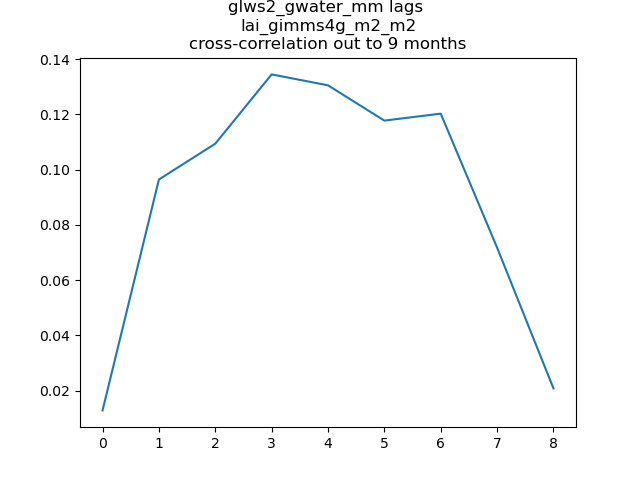 glws2_gwater_mm lags
lai_gimms4g_m2_m2
cross-correlation out to 9 months
0.14
0.12
0.10
0.08
0.06
0.04
0.02
0 1 2 3 4 5 6 7 8